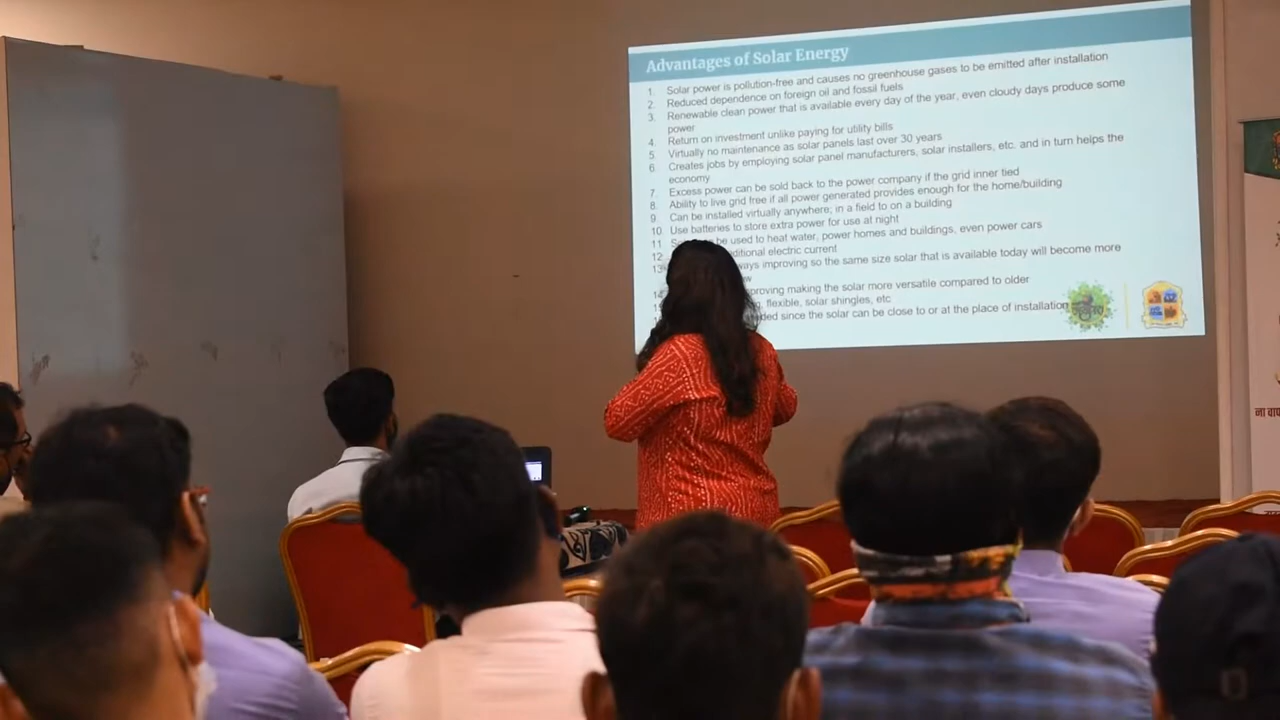 Advantages of Solar Energy
1. Solar power is pollution-free and causes no greenhouse gases to be emitted after installation
2. Reduced dependence on foreign oil and fossil fuels
3. Renewable clean power that is available every day of the year, even cloudy days produce some
power
4. Return on investment unlike paying for utility bills
5. Virtually no maintenance as solar panels last over 30 years
6. Creates jobs by employing solar panel manufacturers, solar installers, etc. and in turn helps the
economy
7. Excess power can be sold back to the power company if the grid inner tied
8. Ability to live grid free if all power generated provides enough for the home/building
9. Can be installed virtually anywhere; in a field to on a building
10. Use batteries to store extra power for use at night
11. be used to heat water, power homes and buildings, even power cars
12. electric current
13. improving so the same size solar that is available today will become more
making the solar more versatile compared to older
flexible, solar shingles, etc
since the solar can be close to or at the place of installation